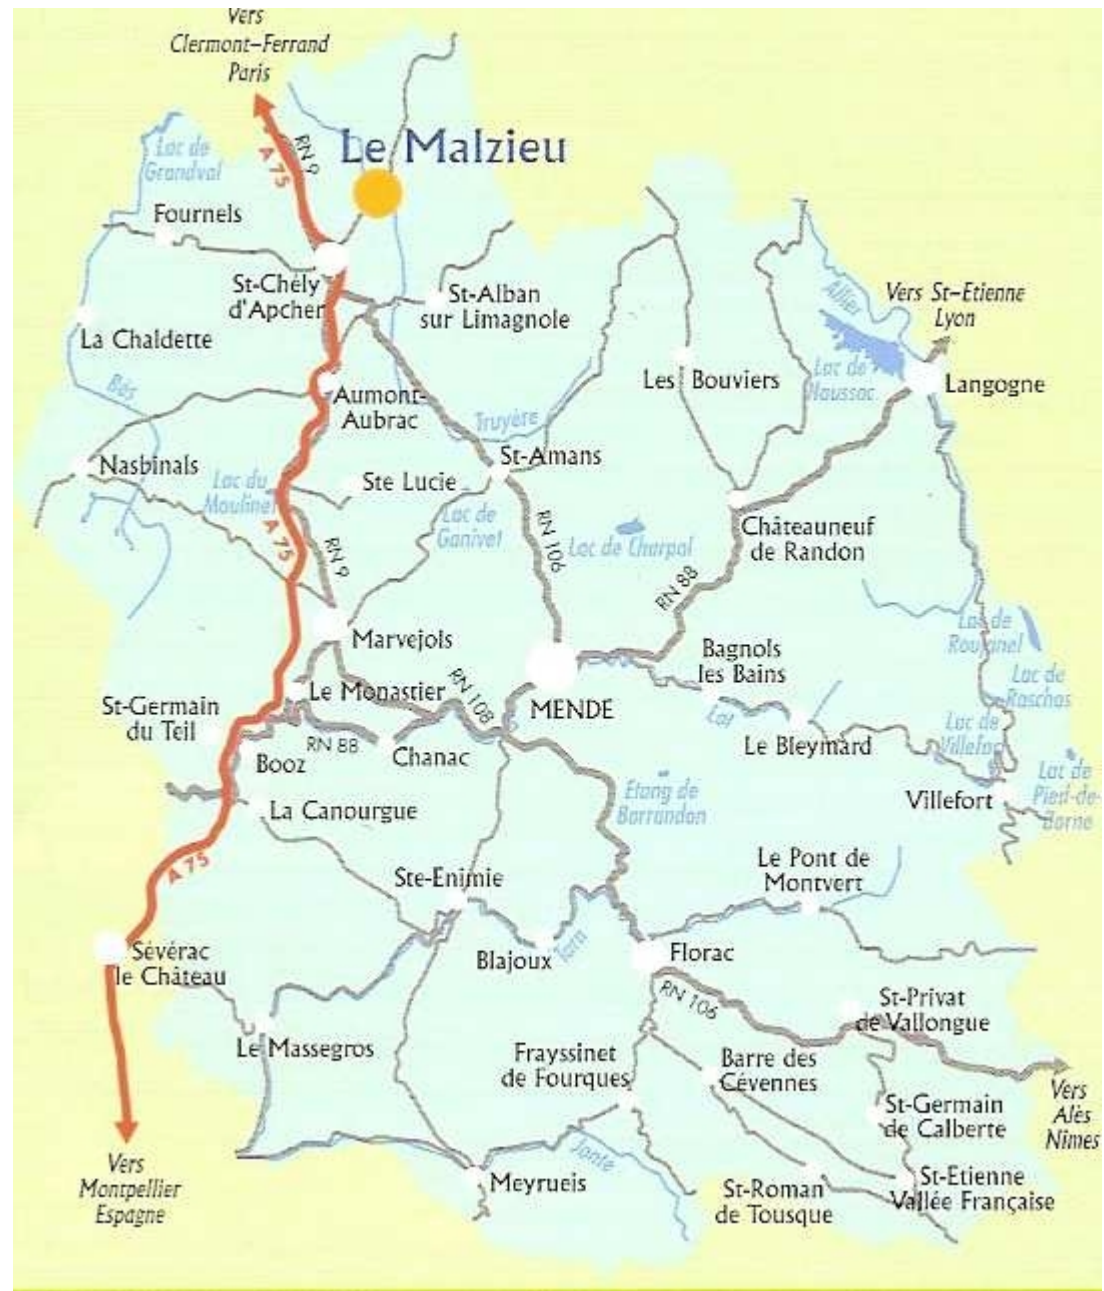 Vers
Clermont-Ferrand
Paris
RN 9
A 75
Le Malzieu
Lac de
Grandval
Fournels
St-Chély
d'Apcher
St-Alban
sur Limagnole
Allier
Vers St-Etienne
Lyon
La Chaldette
Les Bouviers
Lac de
Naussac
Langogne
Bés
Aumont-
Aubrac
Truyère
Nasbinals
St-Amans
Lac du
Moulinet
Ste Lucie
Lac de
Ganivet
A 75
RN 9
RN 106
Lac de Charpal
Châteauneuf
de Randon
RN 88
Marvejols
Lac de
Roujanel
Bagnols
les Bains
Lac de
Raschas
Le Monastier
RN 108
MENDE
St-Germain
du Teil
Lot
Lac de
Villefort
RN 88
Chanac
Le Bleymard
Booz
Lac de
Pied-de-
Borne
Etang de
Barrandon
Villefort
La Canourgue
A 75
Le Pont de
Montvert
Ste-Enimie
Blajoux
Tarn
Florac
Sévérac
le Château
RN 106
St-Privat
de Vallongue
Le Massegros
Frayssinet
de Fourques
Barre des
Cévennes
Vers
Alès
Nîmes
St-Germain
de Calberte
Vers
Montpellier
Espagne
Jonte
Meyrueis
St-Roman
de Tousque
St-Etienne
Vallée Française